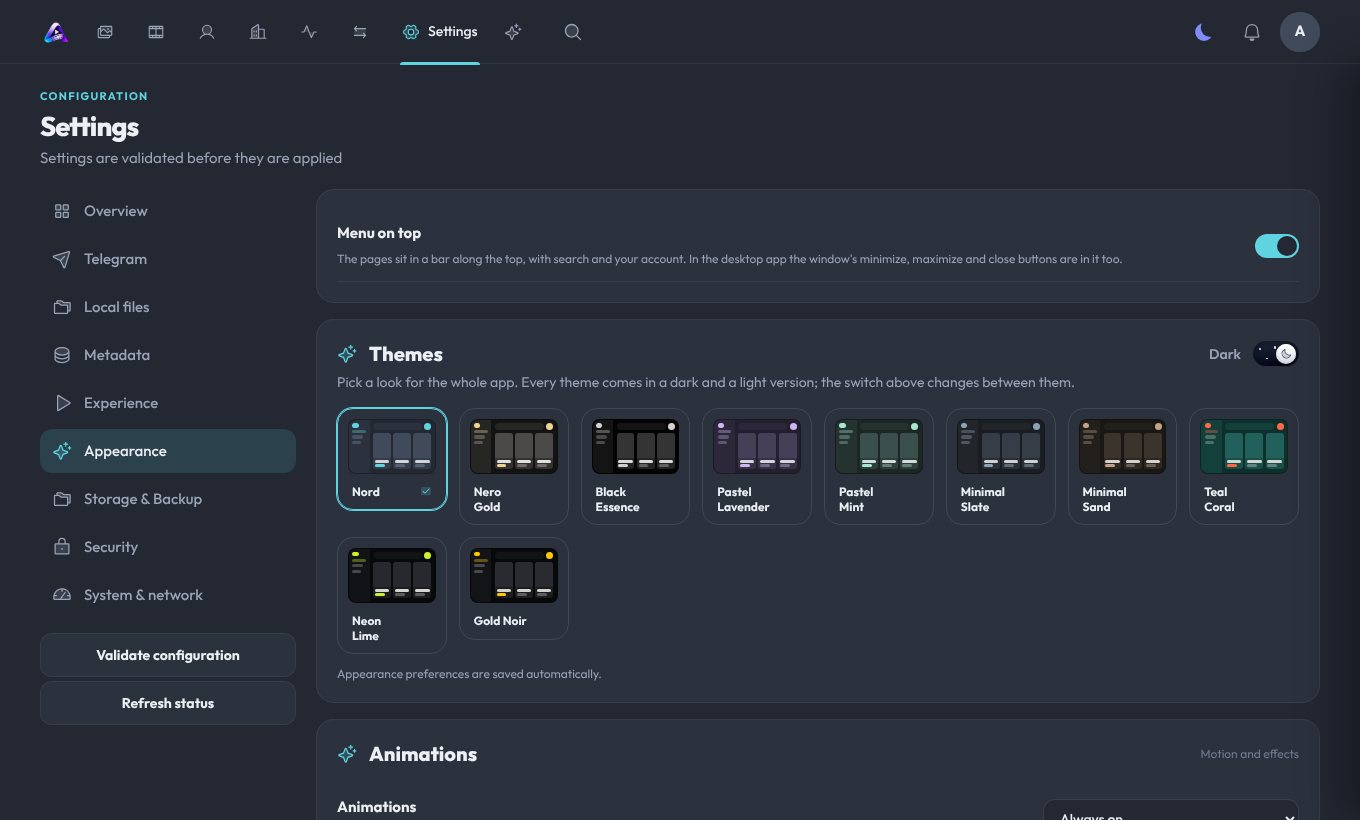 Settings
A
CONFIGURATION
Settings
Settings are validated before they are applied
Overview
Telegram
Local files
Metadata
Experience
Appearance
Storage & Backup
Security
System & network
Validate configuration
Refresh status
Menu on top
The pages sit in a bar along the top, with search and your account. In the desktop app the window's minimize, maximize and close buttons are in it too.
Themes
Dark
Pick a look for the whole app. Every theme comes in a dark and a light version; the switch above changes between them.
Nord
Nero
Gold
Black
Essence
Pastel
Lavender
Pastel
Mint
Minimal
Slate
Minimal
Sand
Teal
Coral
Neon
Lime
Gold Noir
Appearance preferences are saved automatically.
Animations
Motion and effects
Animations
Always on